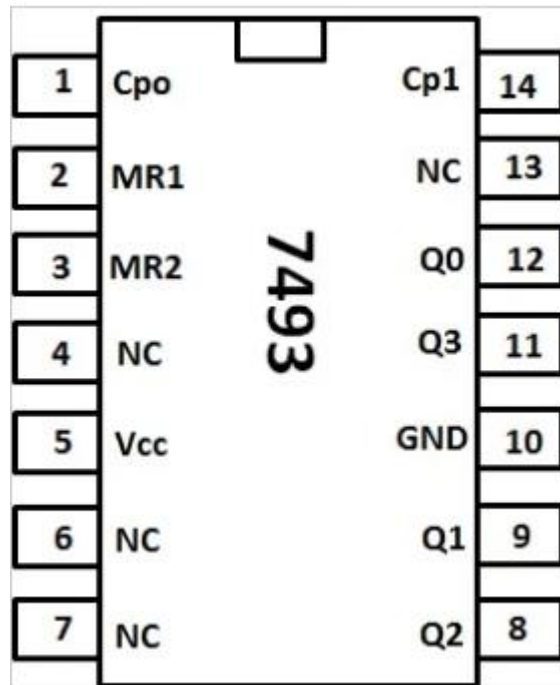 1 Cpo Cp1 14
2 MR1 NC 13
3 MR2 Q0 12
7493
4 NC Q3 11
5 Vcc GND 10
6 NC Q1 9
7 NC Q2 8